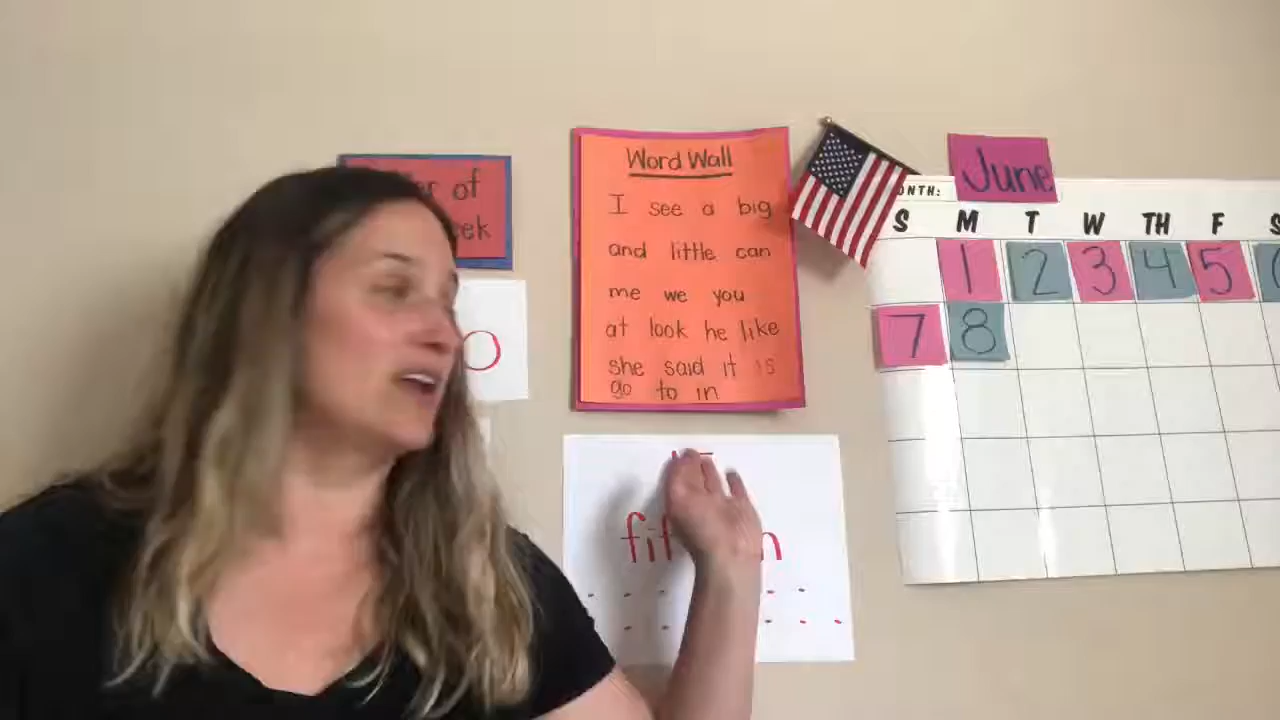 of
Word Wall
I see a big
and little can
me we you
at look he like
she said it is
go to in
June
S M T W TH F S
1 2 3 4 5
7 8